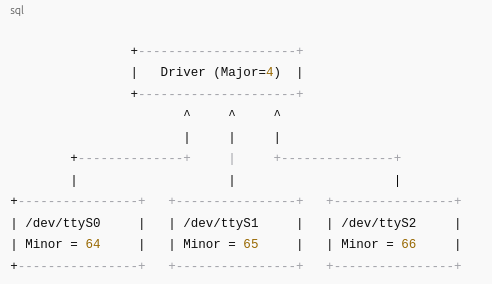 sql
+---------------------+
|   Driver (Major=4)  |
+---------------------+
^     ^     ^
|     |     |
+--------------+     |     +---------------+
|                    |                     |
+----------------+   +----------------+   +----------------+
| /dev/ttyS0     |   | /dev/ttyS1     |   | /dev/ttyS2     |
| Minor = 64     |   | Minor = 65     |   | Minor = 66     |
+----------------+   +----------------+   +----------------+